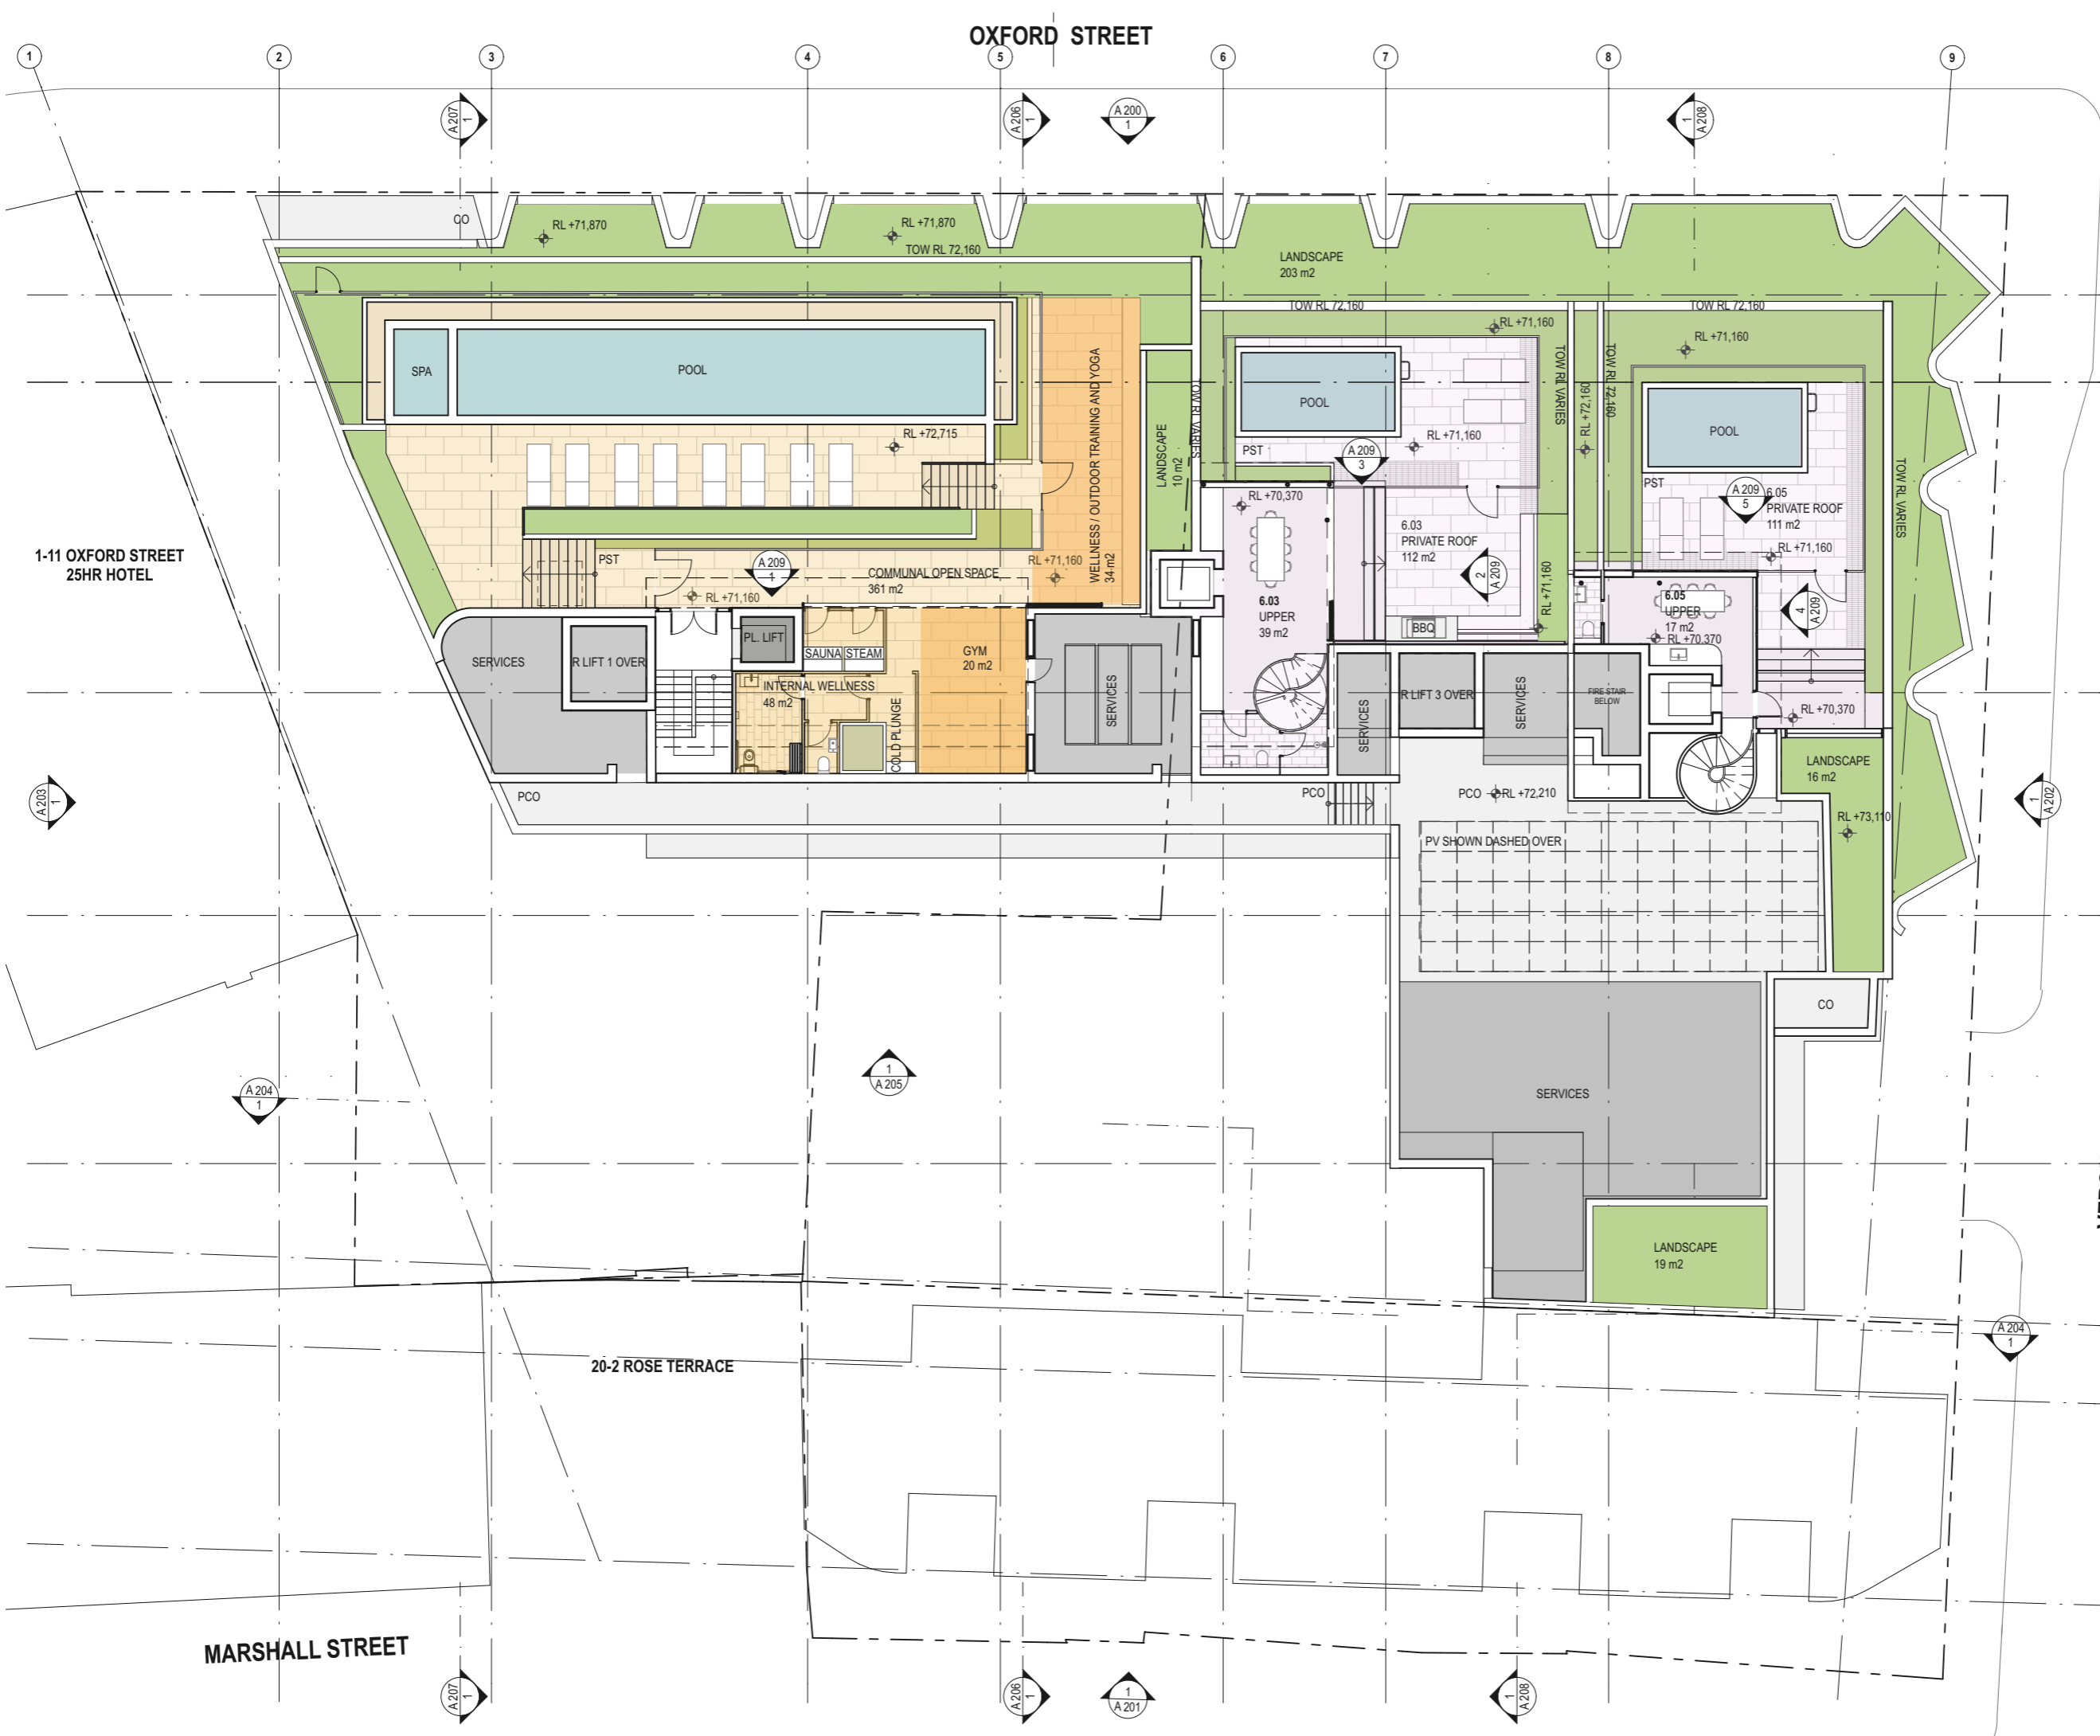 OXFORD STREET
1
2
3
4
5
6
7
8
9
A 207
1
A 206
1
A 200
1
1
A 208
CO
RL +71,870
RL +71,870
TOW RL 72,160
LANDSCAPE
203 m2
TOW RL 72,160
TOW RL 72,160
RL +71,160
RL +71,160
SPA
POOL
WELLNESS / OUTDOOR TRAINING AND YOGA
34 m2
LANDSCAPE
10 m2
TOW RL VARIES
POOL
TOW RL VARIES
RL +72,160
TOW RL 72,160
POOL
TOW RL VARIES
RL +72,715
PST
A 209
3
RL +71,160
PST
A 209
5
6.05
PRIVATE ROOF
111 m2
RL +71,160
RL +70,370
6.03
PRIVATE ROOF
112 m2
2
A 209
RL +71,160
1-11 OXFORD STREET
25HR HOTEL
PST
A 209
1
COMMUNAL OPEN SPACE
361 m2
RL +71,160
RL +71,160
6.03
UPPER
39 m2
BBQ
6.05
UPPER
17 m2
RL +70,370
4
A 209
SERVICES
R LIFT 1 OVER
PL. LIFT
SAUNA
STEAM
GYM
20 m2
INTERNAL WELLNESS
48 m2
COLD PLUNGE
SERVICES
SERVICES
R LIFT 3 OVER
SERVICES
FIRE STAIR
BELOW
RL +70,370
LANDSCAPE
16 m2
A 203
1
PCO
PCO
PCO
RL +72,210
RL +73,110
1
A 202
PV SHOWN DASHED OVER
CO
A 204
1
1
A 205
SERVICES
LANDSCAPE
19 m2
A 204
1
20-2 ROSE TERRACE
MARSHALL STREET
A 207
1
A 206
1
1
A 201
1
A 208